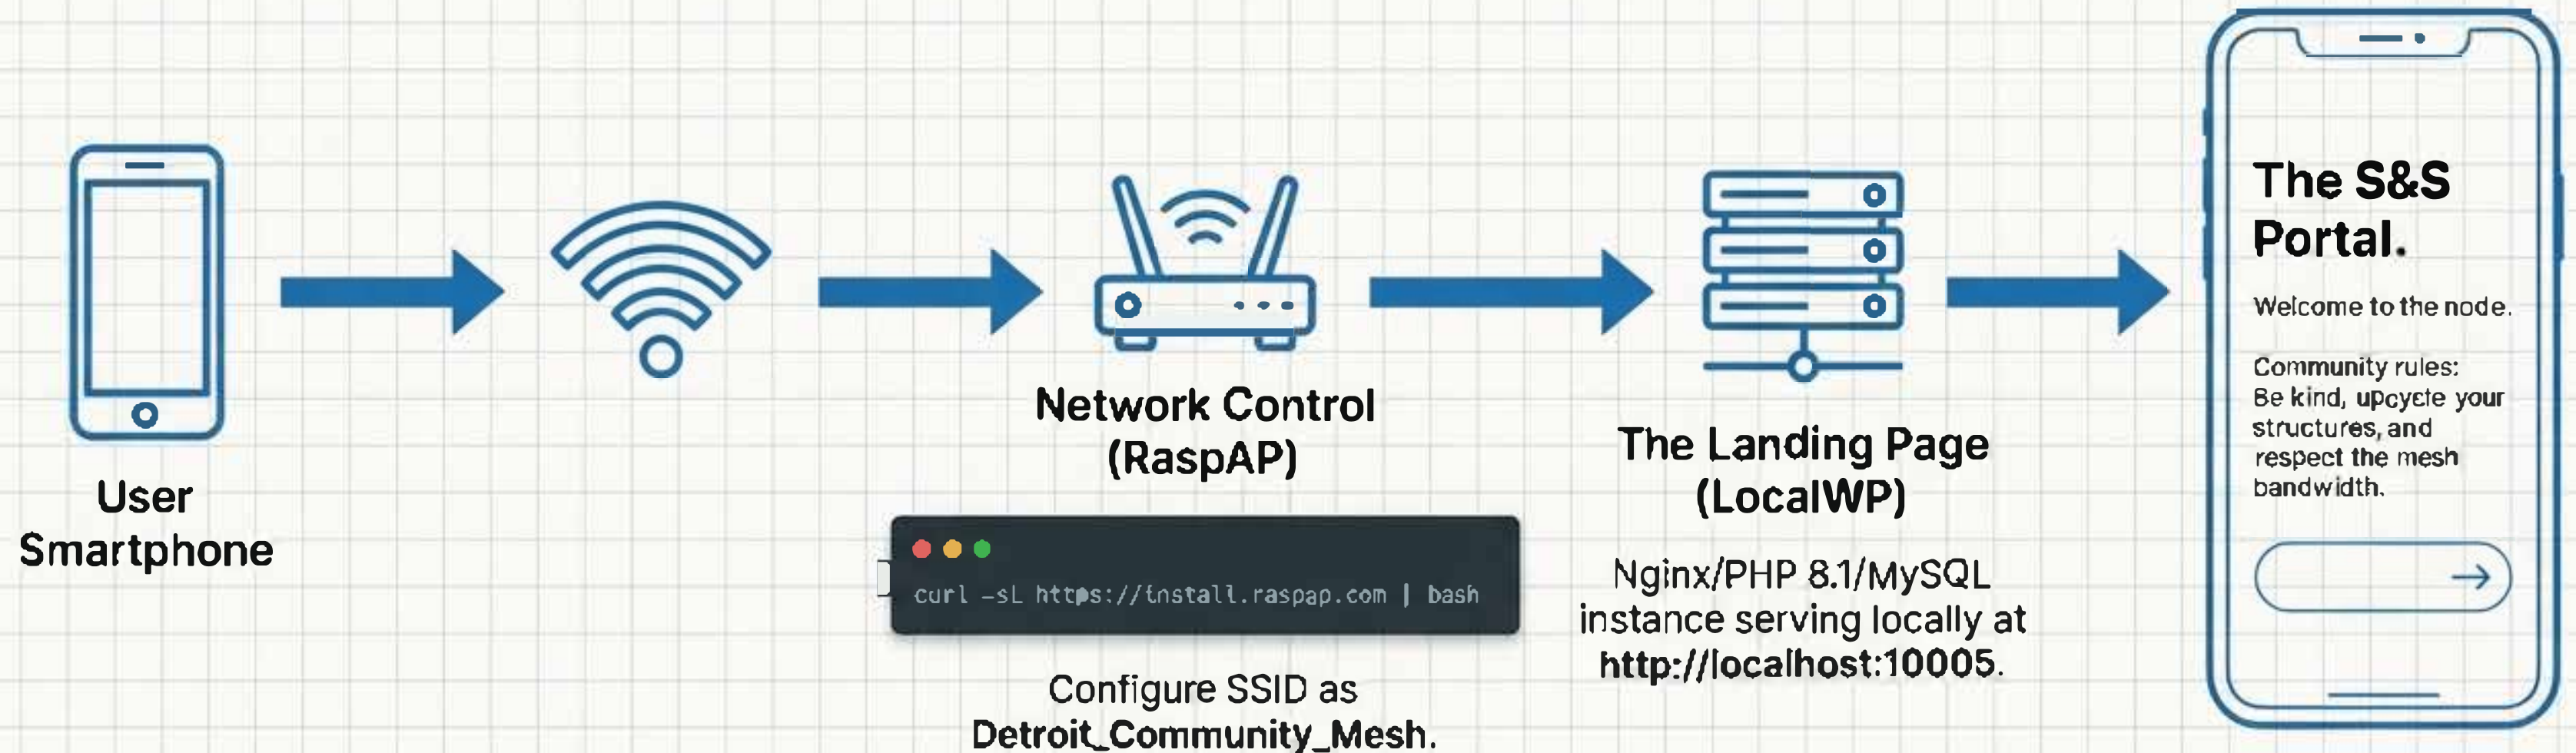 User
Smartphone
Network Control
(RaspAP)
curl -sL https://install.raspap.com | bash
Configure SSID as
Detroit_Community_Mesh.
The Landing Page
(LocalWP)
Nginx/PHP 8.1/MySQL
instance serving locally at
http://localhost:10005.
The S&S
Portal.
Welcome to the node.
Community rules:
Be kind, upcycte your
structures, and
respect the mesh
bandwidth.